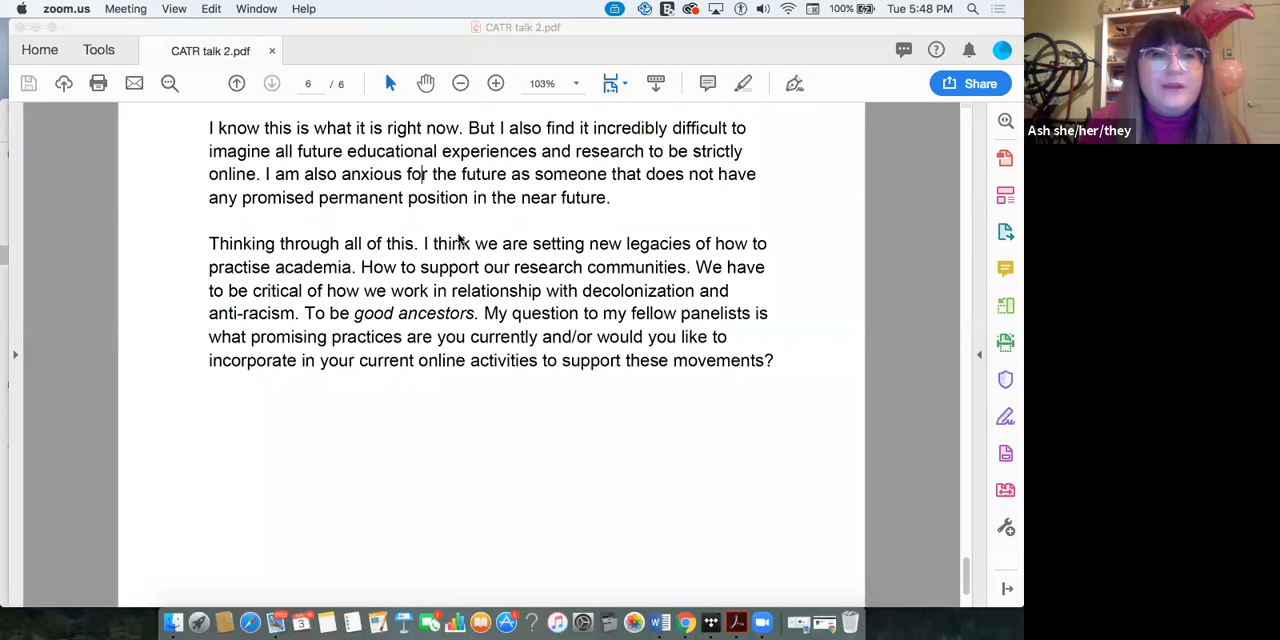 zoom.us Meeting View Edit Window Help 100% Tue 5:48 PM
CATR talk 2.pdf
Home Tools CATR talk 2.pdf ×
6 / 6 103% Share
I know this is what it is right now. But I also find it incredibly difficult to
imagine all future educational experiences and research to be strictly
online. I am also anxious for the future as someone that does not have
any promised permanent position in the near future.
Thinking through all of this. I think we are setting new legacies of how to
practise academia. How to support our research communities. We have
to be critical of how we work in relationship with decolonization and
anti-racism. To be good ancestors. My question to my fellow panelists is
what promising practices are you currently and/or would you like to
incorporate in your current online activities to support these movements?
Ash she/her/they